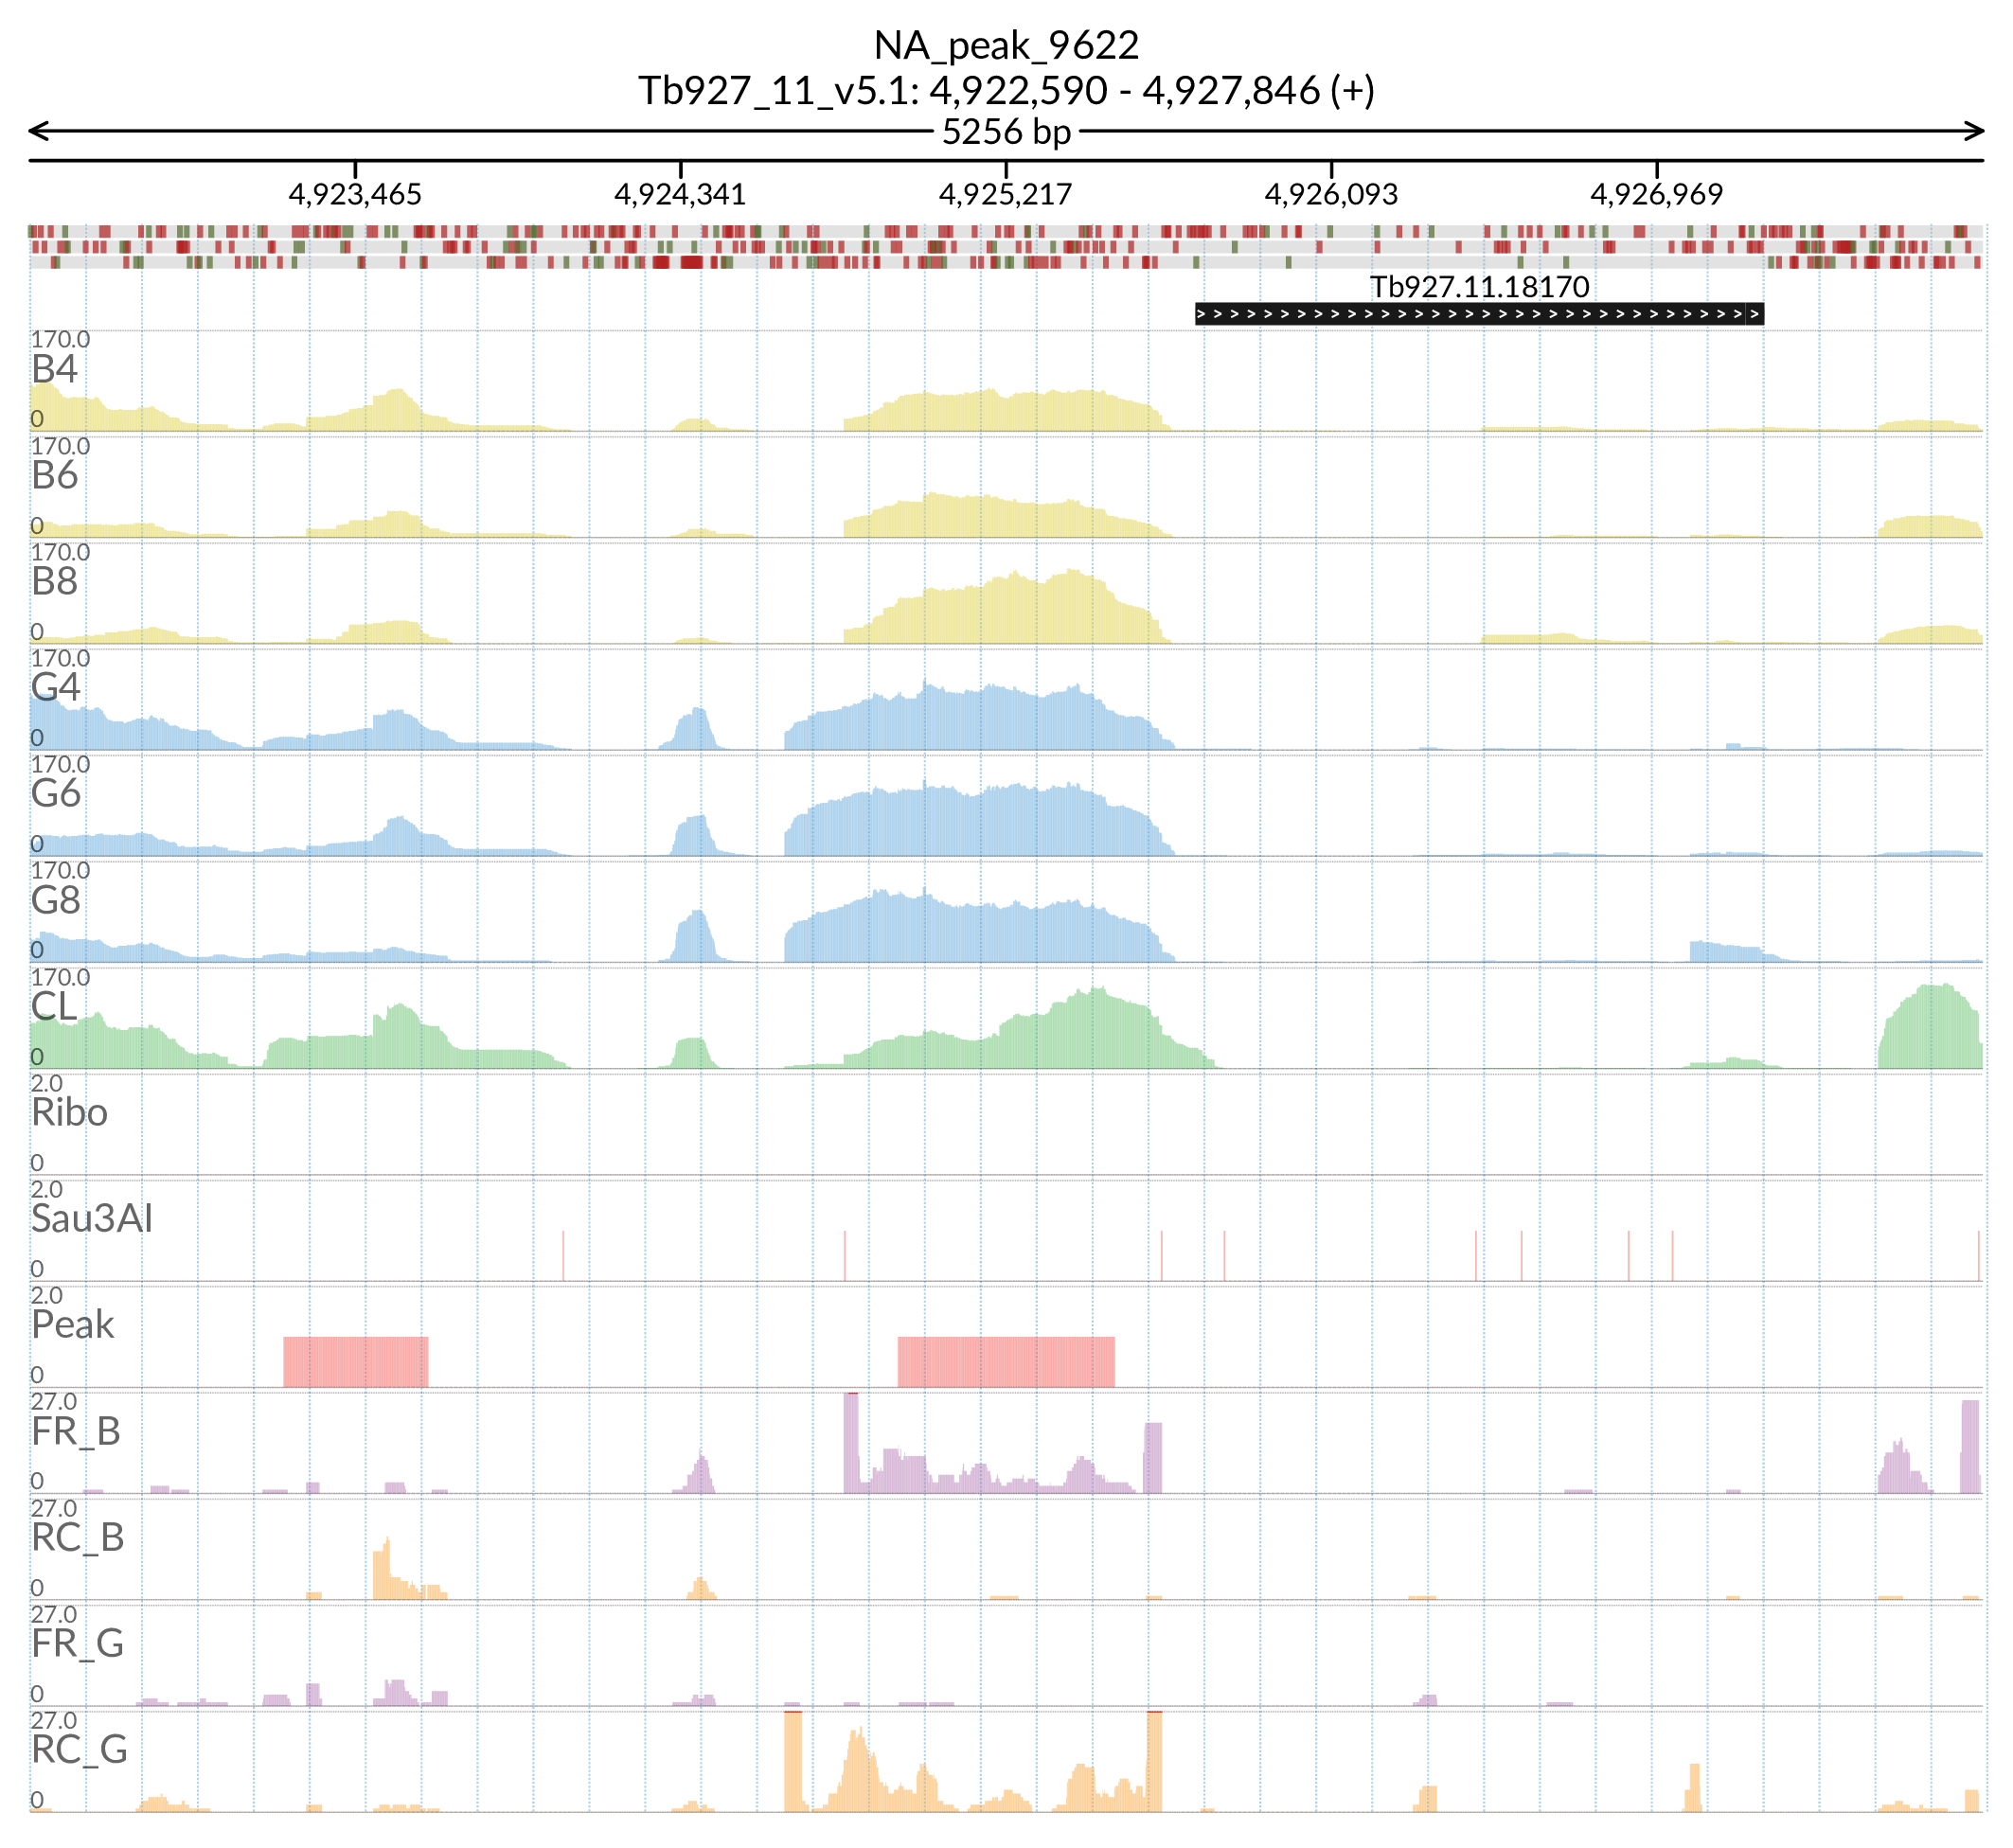 NA_peak_9622
Tb927_11_v5.1: 4,922,590 - 4,927,846 (+)
5256 bp
4,923,465 4,924,341 4,925,217 4,926,093 4,926,969
Tb927.11.18170
170.0
B4
0
170.0
B6
0
170.0
B8
0
170.0
G4
0
170.0
G6
0
170.0
G8
0
170.0
CL
0
2.0
Ribo
0
2.0
Sau3AI
0
2.0
Peak
0
27.0
FR_B
0
27.0
RC_B
0
27.0
FR_G
0
27.0
RC_G
0